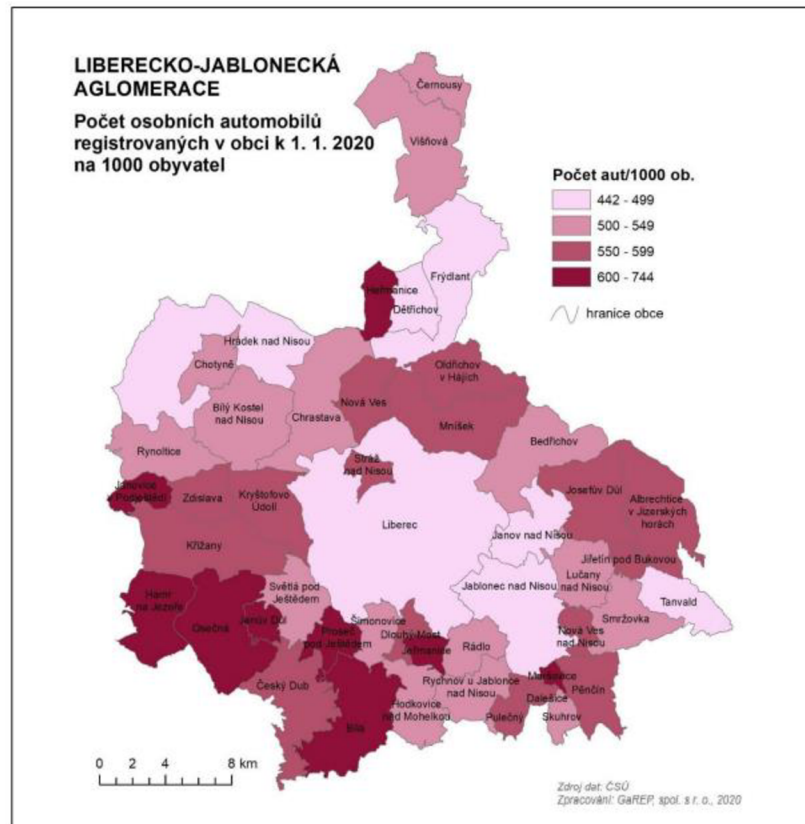 LIBERECKO-JABLONECKÁ
AGLOMERACE
Počet osobních automobilů
registrovaných v obci k 1. 1. 2020
na 1000 obyvatel
Počet aut/1000 ob.
442 - 499
500 - 549
550 - 599
600 - 744
hranice obce
Černousy
Višňová
Frýdlant
Heřmanice
Dětřichov
Hrádek nad Nisou
Chotyně
Oldřichov
v Hájích
Nová Ves
Bílý Kostel
nad Nisou
Chrastava
Mníšek
Bedřichov
Rynoltice
Stráž
nad Nisou
Janovice
v Podještědí
Zdislava
Kryštofovo
Údolí
Josefův Důl
Albrechtice
v Jizerských
horách
Liberec
Janov nad Nisou
Křižany
Jiřetín pod Bukovou
Lučany
nad Nisou
Jablonec nad Nisou
Světlá pod
Ještědem
Hamr
na Jezeře
Tanvald
Smržovka
Osečná
Janův Důl
Šimonovice
Proseč
pod Ještědem
Dlouhý Most
Jeřmanice
Rádlo
Nová Ves
nad Nisou
Maršovice
Pěnčín
Český Dub
Rychnov u Jablonce
nad Nisou
Dalešice
Hodkovice
nad Mohelkou
Pulečný
Skuhrov
Bílá
0 2 4 8 km
Zdroj dat: ČSÚ
Zpracování: GaREP, spol. s r. o., 2020